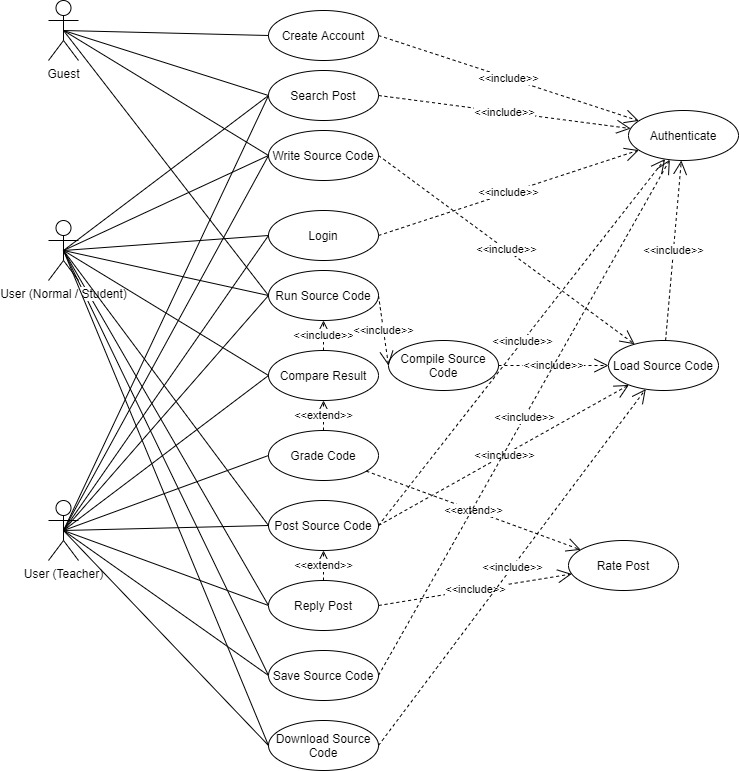 Create Account
Guest
<<include>>
Search Post
<<include>>
Authenticate
Write Source Code
<<include>>
Login
<<include>>
<<include>>
User (Normal / Student)
Run Source Code
<<include>>
<<include>>
<<include>>
Compile Source
Code
<<include>>
Load Source Code
Compare Result
<<extend>>
<<include>>
Grade Code
<<include>>
<<extend>>
Post Source Code
<<extend>>
<<include>>
Rate Post
User (Teacher)
<<include>>
Reply Post
Save Source Code
Download Source
Code